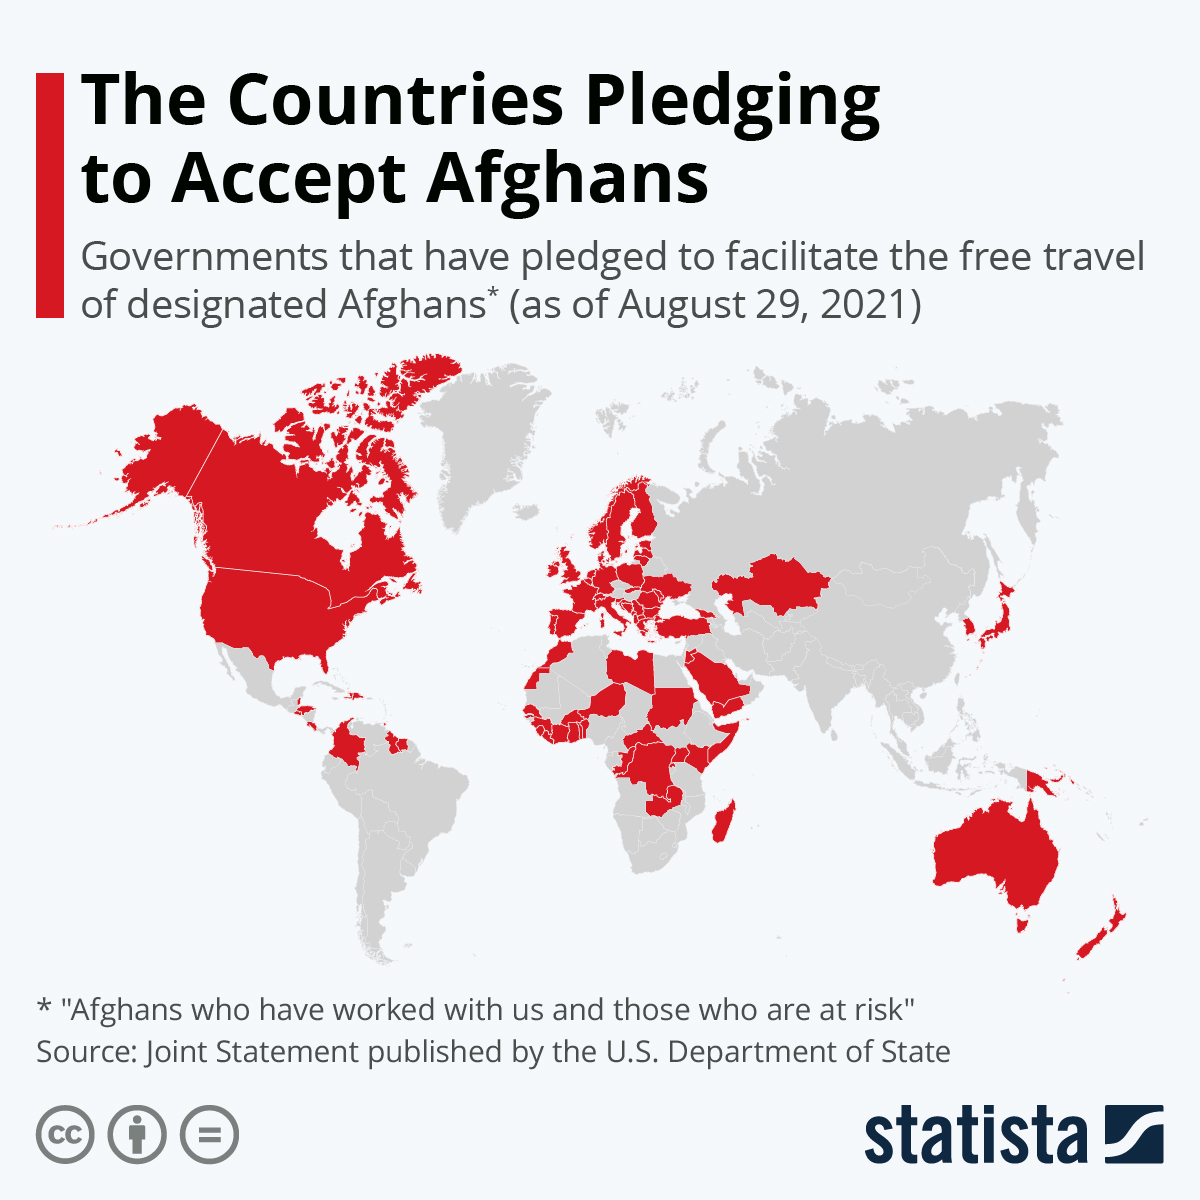 The Countries Pledging
to Accept Afghans
Governments that have pledged to facilitate the free travel
of designated Afghans* (as of August 29, 2021)
* "Afghans who have worked with us and those who are at risk"
Source: Joint Statement published by the U.S. Department of State
cc
statista